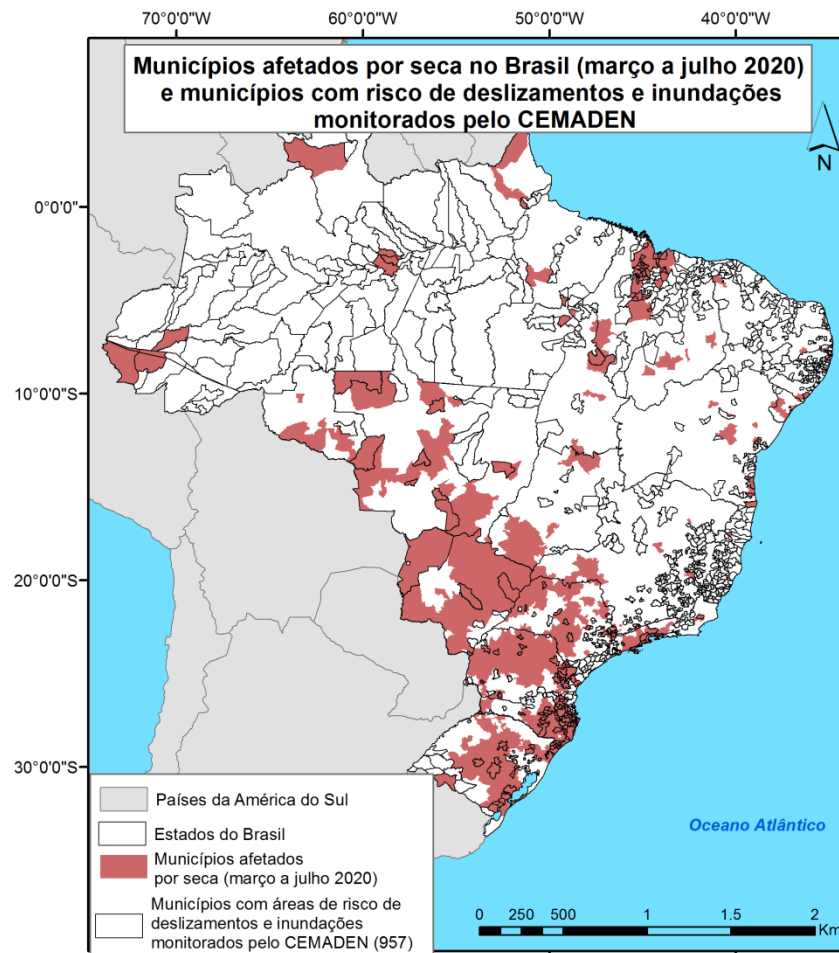 70°0'0"
60°0'0"W
50°0'0"W
40°0'0"W
Municípios afetados por seca no Brasil (março a julho 2020)
e municípios com risco de deslizamentos e inundações
monitorados pelo CEMADEN
N
0°0'0"
10°0'0"S
20°0'0"S
30°0'0"S
Países da América do Sul
Estados do Brasil
Municípios afetados
por seca (março a julho 2020)
Municípios com áreas de risco de
deslizamentos e inundações
monitorados pelo CEMADEN (957)
Oceano Atlântico
0 250 500 1 1.5 2
Km